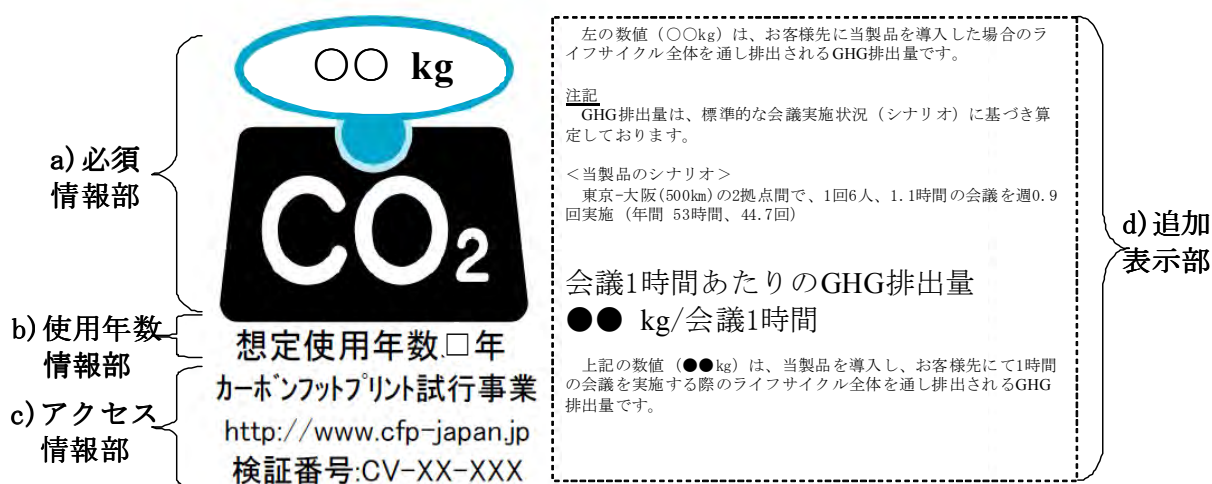 a)必須
情報部
○○ kg
CO2
b)使用年数
情報部
想定使用年数.□年
c)アクセス
情報部
カーボンフットプリント試行事業
http://www.cfp-japan.jp
検証番号:CV-XX-XXX
左の数値（○○kg）は、お客様先に当製品を導入した場合のラ
イフサイクル全体を通し排出されるGHG排出量です。
注記
GHG排出量は、標準的な会議実施状況（シナリオ）に基づき算
定しております。
＜当製品のシナリオ＞
東京-大阪(500km)の2拠点間で、1回6人、1.1時間の会議を週0.9
回実施（年間 53時間、44.7回）
会議1時間あたりのGHG排出量
●● kg/会議1時間
上記の数値（●●kg）は、当製品を導入し、お客様先にて1時間
の会議を実施する際のライフサイクル全体を通し排出されるGHG
排出量です。
d)追加
表示部